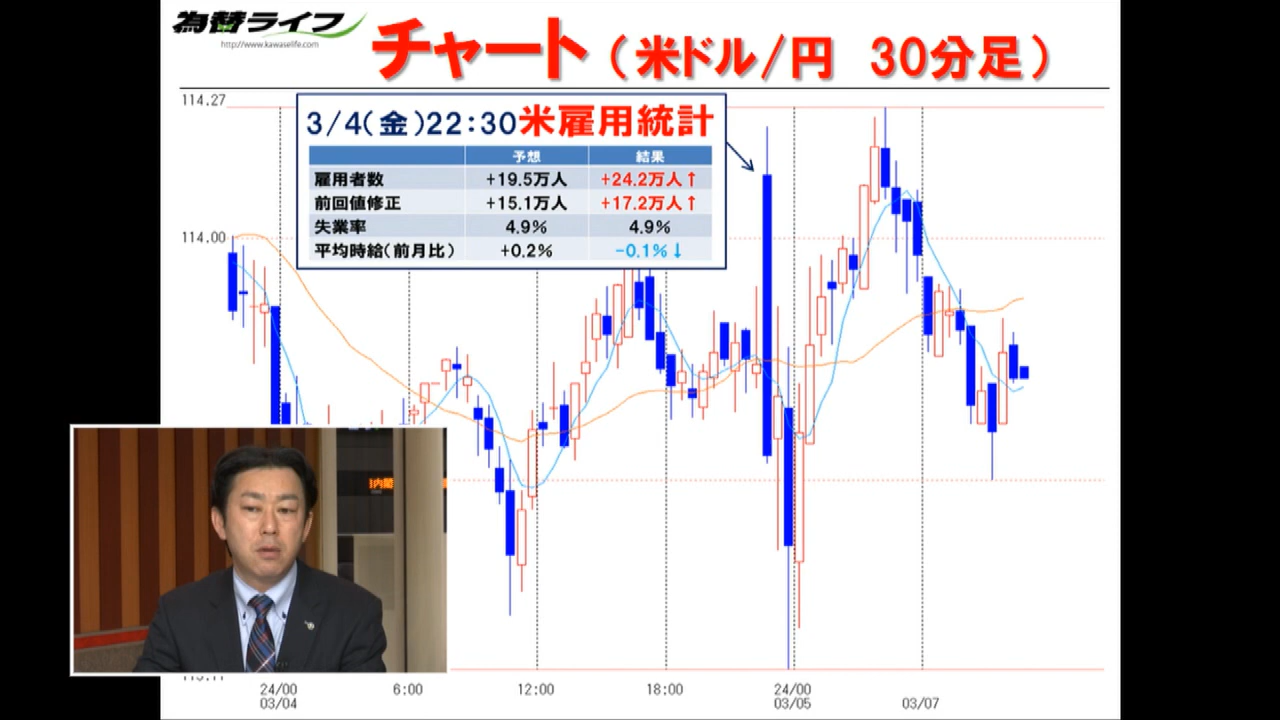 為替ライフ
http://www.kawaselife.com
チャート（米ドル/円　30分足）
114.27
3/4(金)22:30米雇用統計
予想 結果
雇用者数 +19.5万人 +24.2万人↑
前回値修正 +15.1万人 +17.2万人↑
失業率 4.9% 4.9%
平均時給(前月比) +0.2% -0.1%↓
114.00
内閣
24/00 6:00 12:00 18:00 24/00 03/07
03/04 03/05